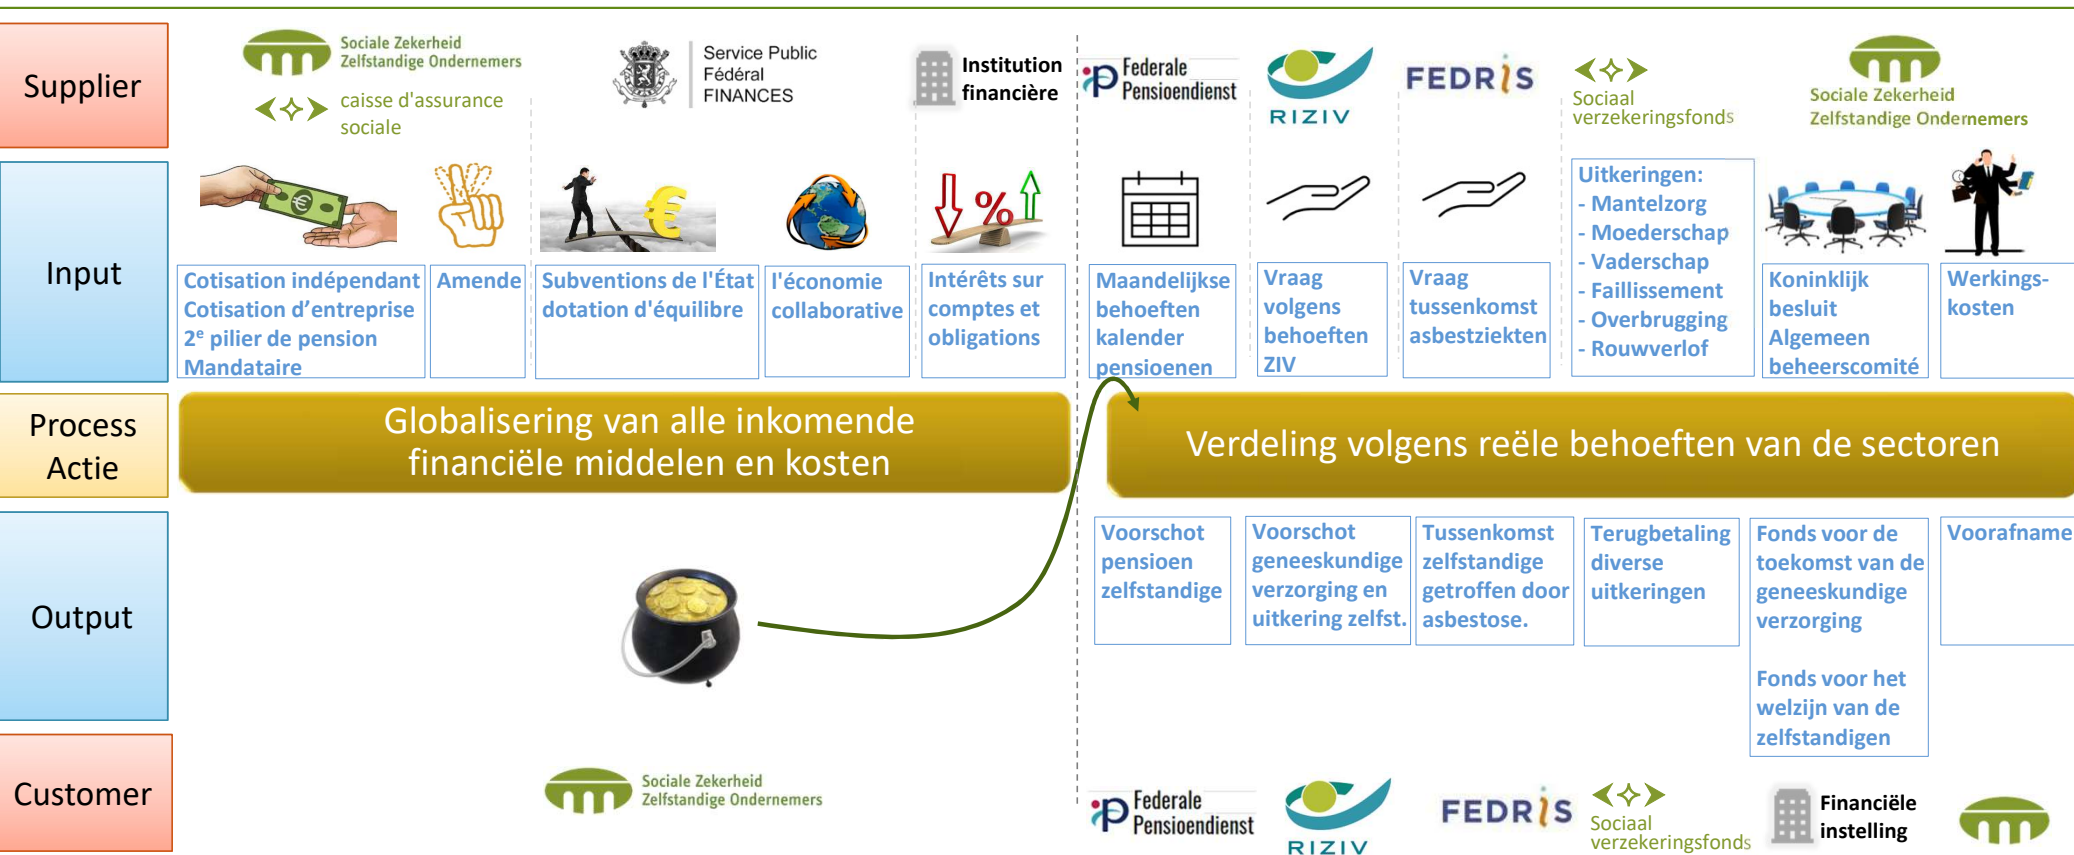 Supplier
Sociale Zekerheid
Zelfstandige Ondernemers
caisse d'assurance
sociale
Service Public
Fédéral
FINANCES
Institution
financière
Federale
Pensioendienst
RIZIV
FEDRIS
Sociaal
verzekeringsfonds
Sociale Zekerheid
Zelfstandige Ondernemers
Input
Cotisation indépendant
Cotisation d’entreprise
2e pilier de pension
Mandataire
Amende
Subventions de l'État
dotation d'équilibre
l'économie
collaborative
%
Intérêts sur
comptes et
obligations
Maandelijkse
behoeften
kalender
pensioenen
Vraag
volgens
behoeften
ZIV
Vraag
tussenkomst
asbestziekten
Uitkeringen:
- Mantelzorg
- Moederschap
- Vaderschap
- Faillissement
- Overbrugging
- Rouwverlof
Koninklijk
besluit
Algemeen
beheerscomité
Werkings-
kosten
Process
Actie
Globalisering van alle inkomende
financiële middelen en kosten
Verdeling volgens reële behoeften van de sectoren
Output
Voorschot
pensioen
zelfstandige
Voorschot
geneeskundige
verzorging en
uitkering zelfst.
Tussenkomst
zelfstandige
getroffen door
asbestose.
Terugbetaling
diverse
uitkeringen
Fonds voor de
toekomst van de
geneeskundige
verzorging
Fonds voor het
welzijn van de
zelfstandigen
Voorafname
Customer
Sociale Zekerheid
Zelfstandige Ondernemers
Federale
Pensioendienst
RIZIV
FEDRIS
Sociaal
verzekeringsfonds
Financiële
instelling